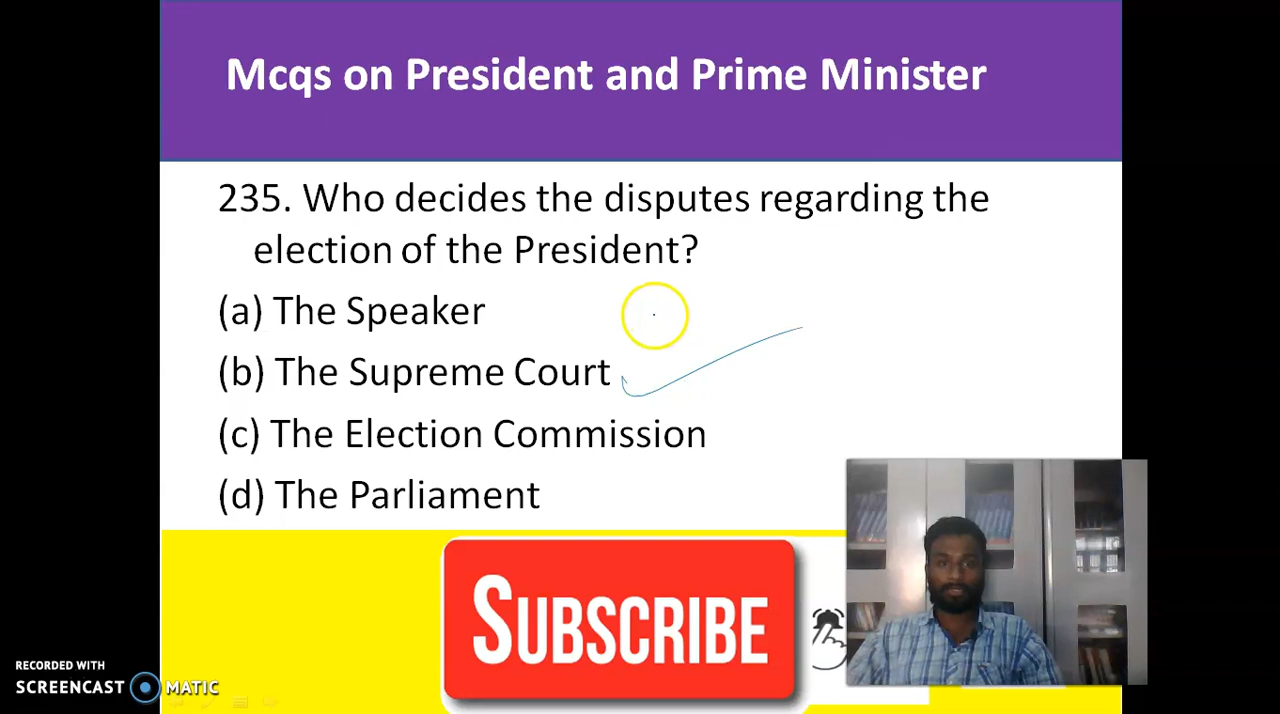 Mcqs on President and Prime Minister
235. Who decides the disputes regarding the
election of the President?
(a) The Speaker
(b) The Supreme Court
(c) The Election Commission
(d) The Parliament
SUBSCRIBE
RECORDED WITH
SCREENCAST MATIC